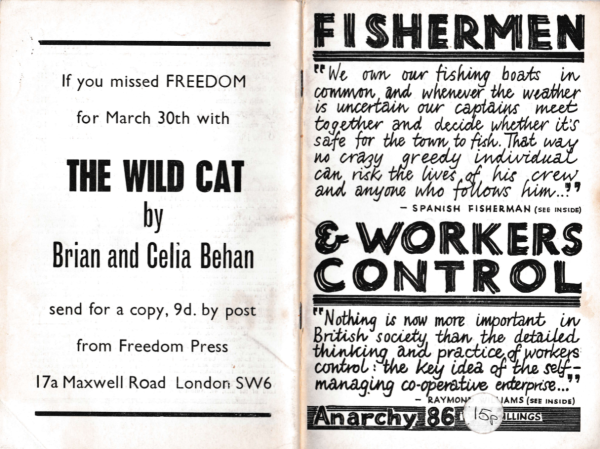 If you missed FREEDOM
for March 30th with
THE WILD CAT
by
Brian and Celia Behan
send for a copy, 9d. by post
from Freedom Press
17a Maxwell Road London SW6
FISHERMEN
"We own our fishing boats in
common, and whenever the weather
is uncertain our captains meet
together and decide whether it's
safe for the town to fish. That way
no crazy greedy individual
can risk the lives of his crew
and anyone who follows him..."
– SPANISH FISHERMAN (SEE INSIDE)
& WORKERS
CONTROL
"Nothing is now more important in
British society than the detailed
thinking and practice of workers
control: the key idea of the self-
managing co-operative enterprise..."
– RAYMOND WILLIAMS (SEE INSIDE)
Anarchy 86 15p